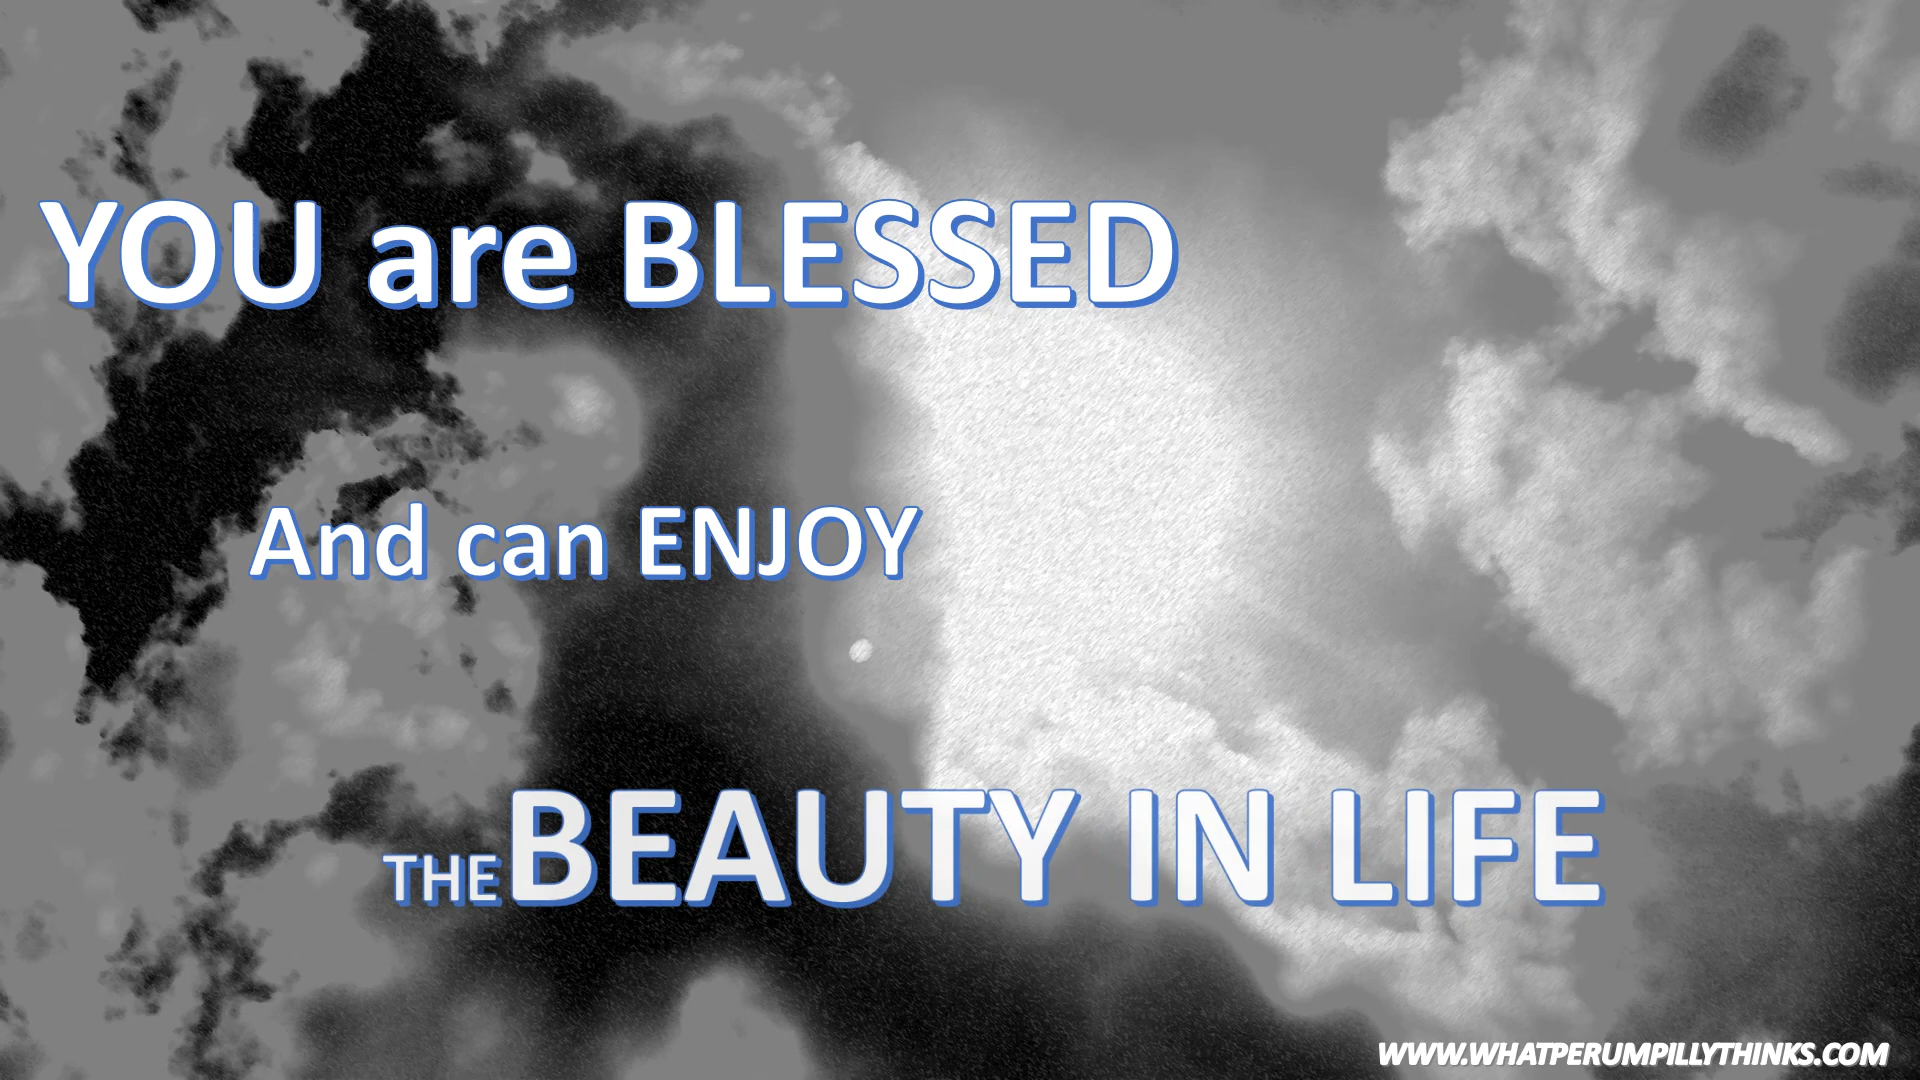 YOU are BLESSED
And can ENJOY
THE BEAUTY IN LIFE
WWW.WHATPERUMPILLYTHINKS.COM